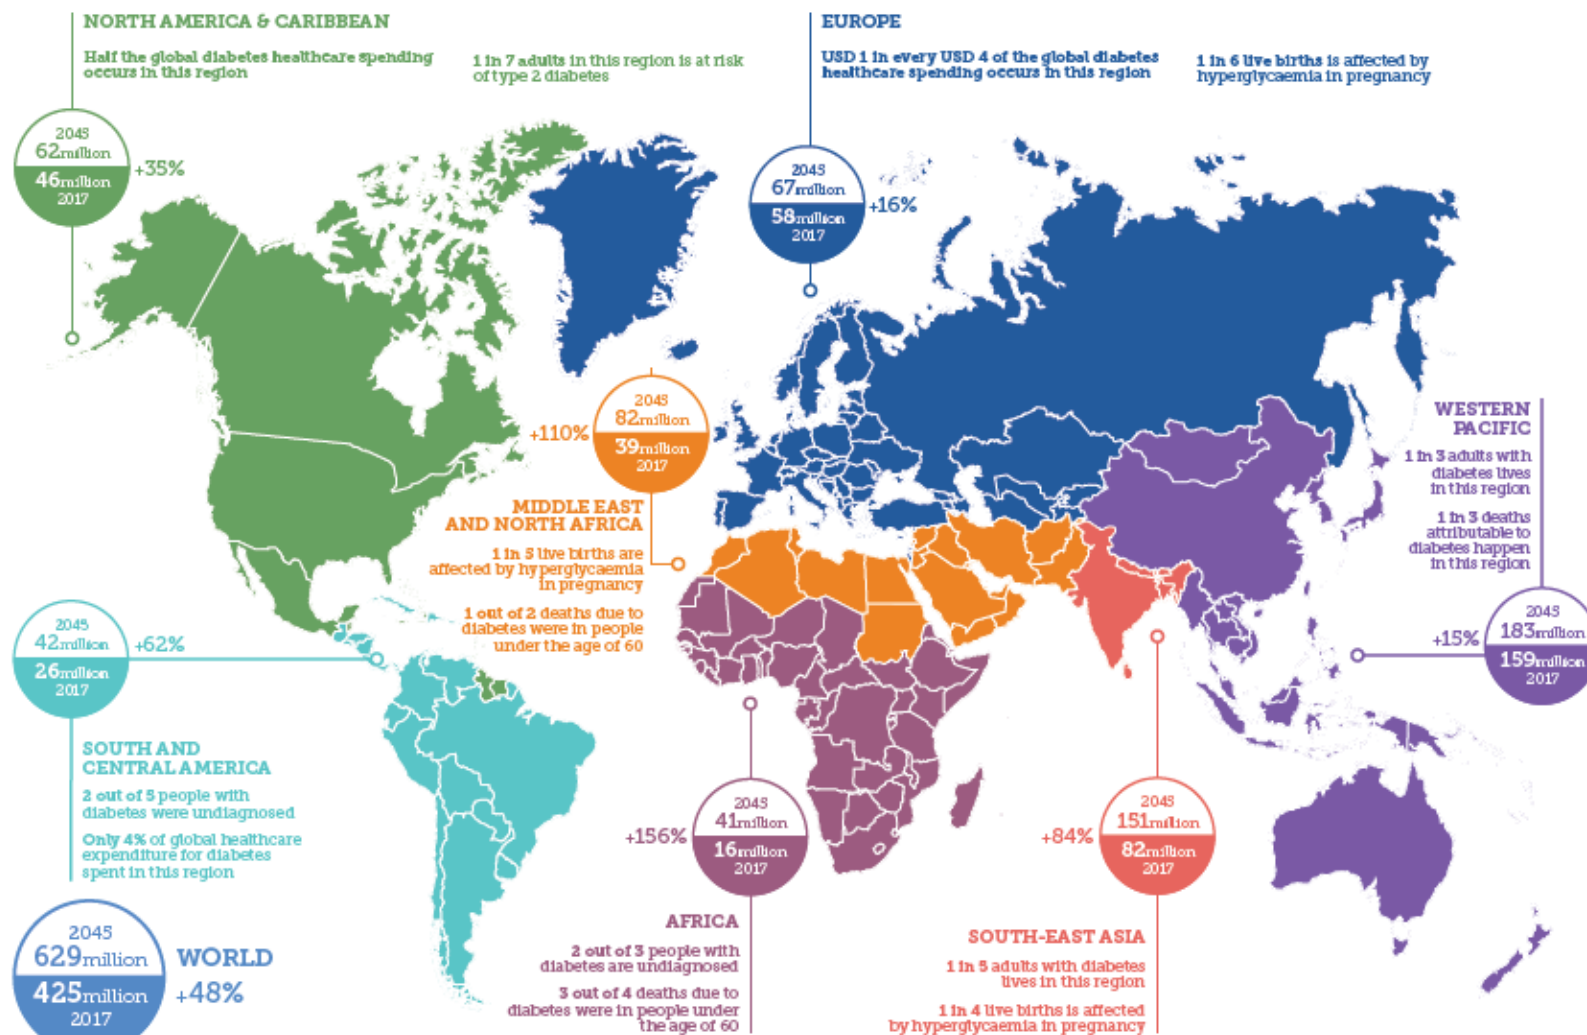 NORTH AMERICA & CARIBBEAN
Half the global diabetes healthcare spending
occurs in this region
1 in 7 adults in this region is at risk
of type 2 diabetes
2045
62million
46million
2017
+35%
EUROPE
USD 1 in every USD 4 of the global diabetes
healthcare spending occurs in this region
1 in 6 live births is affected by
hyperglycaemia in pregnancy
2045
67million
58million
2017
+16%
2045
82million
39million
2017
+110%
MIDDLE EAST
AND NORTH AFRICA
1 in 5 live births are
affected by hyperglycaemia
in pregnancy
1 out of 2 deaths due to
diabetes were in people
under the age of 60
WESTERN
PACIFIC
1 in 3 adults with
diabetes lives
in this region
1 in 3 deaths
attributable to
diabetes happen
in this region
2045
183million
159million
2017
+15%
2045
42million
26million
2017
+62%
SOUTH AND
CENTRAL AMERICA
2 out of 5 people with
diabetes were undiagnosed
Only 4% of global healthcare
expenditure for diabetes
spent in this region
2045
41million
16million
2017
+156%
AFRICA
2 out of 3 people with
diabetes are undiagnosed
3 out of 4 deaths due to
diabetes were in people under
the age of 60
2045
151million
82million
2017
+84%
SOUTH-EAST ASIA
1 in 5 adults with diabetes
lives in this region
1 in 4 live births is affected
by hyperglycaemia in pregnancy
2045
629million
425million
2017
WORLD
+48%